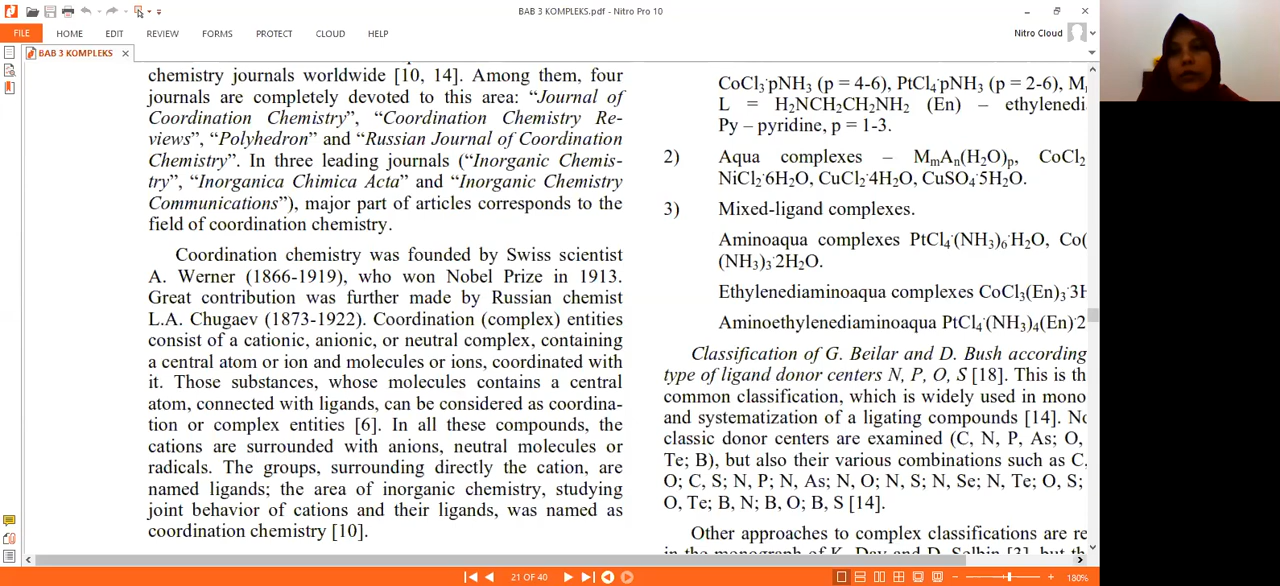 BAB 3 KOMPLEKS.pdf - Nitro Pro 10
FILE HOME EDIT REVIEW FORMS PROTECT CLOUD HELP
Nitro Cloud
BAB 3 KOMPLEKS
chemistry journals worldwide [10, 14]. Among them, four
journals are completely devoted to this area: “Journal of
Coordination Chemistry”, “Coordination Chemistry Re-
views”, “Polyhedron” and “Russian Journal of Coordination
Chemistry”. In three leading journals (“Inorganic Chemis-
try”, “Inorganica Chimica Acta” and “Inorganic Chemistry
Communications”), major part of articles corresponds to the
field of coordination chemistry.
Coordination chemistry was founded by Swiss scientist
A. Werner (1866-1919), who won Nobel Prize in 1913.
Great contribution was further made by Russian chemist
L.A. Chugaev (1873-1922). Coordination (complex) entities
consist of a cationic, anionic, or neutral complex, containing
a central atom or ion and molecules or ions, coordinated with
it. Those substances, whose molecules contains a central
atom, connected with ligands, can be considered as coordina-
tion or complex entities [6]. In all these compounds, the
cations are surrounded with anions, neutral molecules or
radicals. The groups, surrounding directly the cation, are
named ligands; the area of inorganic chemistry, studying
joint behavior of cations and their ligands, was named as
coordination chemistry [10].
CoCl₃·pNH₃ (p = 4-6), PtCl₄·pNH₃ (p = 2-6), M
L = H₂NCH₂CH₂NH₂ (En) – ethylenedi
Py – pyridine, p = 1-3.
2) Aqua complexes – MₘAₙ(H₂O)ₚ, CoCl₂
NiCl₂·6H₂O, CuCl₂·4H₂O, CuSO₄·5H₂O.
3) Mixed-ligand complexes.
Aminoaqua complexes PtCl₄·(NH₃)₆·H₂O, Co(
(NH₃)₃·2H₂O.
Ethylenediaminoaqua complexes CoCl₃(En)₃·3H
Aminoethylenediaminoaqua PtCl₄·(NH₃)₄(En)·2
Classification of G. Beilar and D. Bush according
type of ligand donor centers N, P, O, S [18]. This is th
common classification, which is widely used in mono
and systematization of a ligating compounds [14]. No
classic donor centers are examined (C, N, P, As; O,
Te; B), but also their various combinations such as C,
O; C, S; N, P; N, As; N, O; N, S; N, Se; N, Te; O, S;
O, Te; B, N; B, O; B, S [14].
Other approaches to complex classifications are re
in the monograph of K. Day and D. Selbin [3], but th
21 OF 40
180%